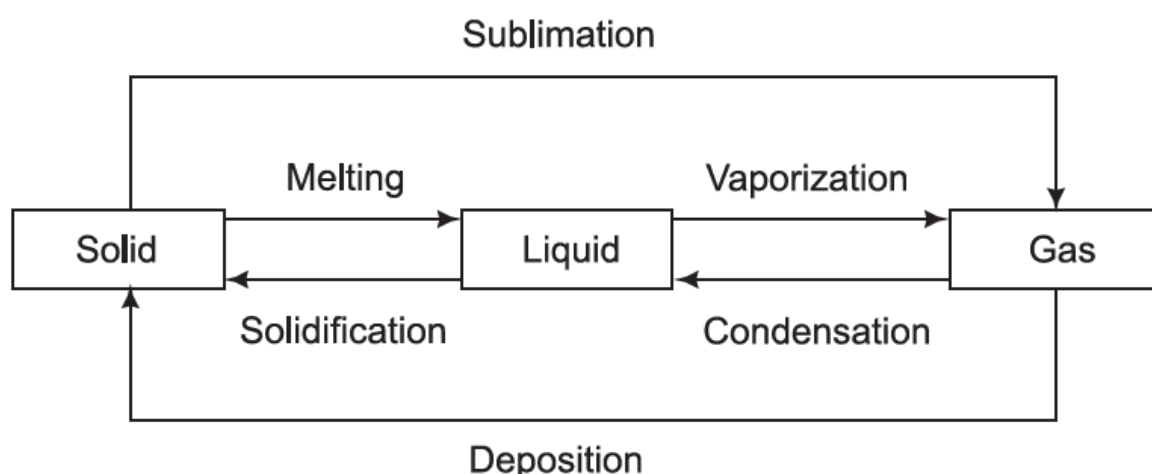 Sublimation
Melting
Vaporization
Solid
Liquid
Gas
Solidification
Condensation
Deposition